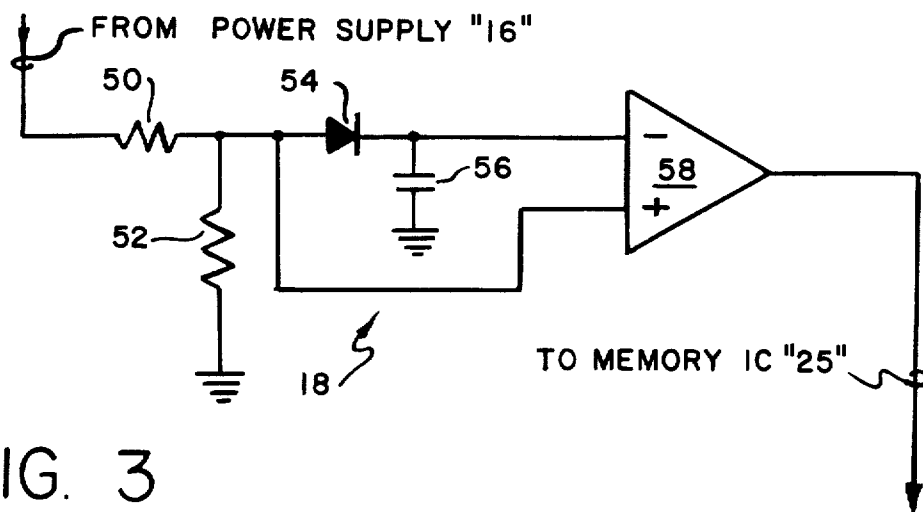 FROM POWER SUPPLY "16"
50
54
56
58
−
+
52
18
TO MEMORY IC "25"
IG. 3